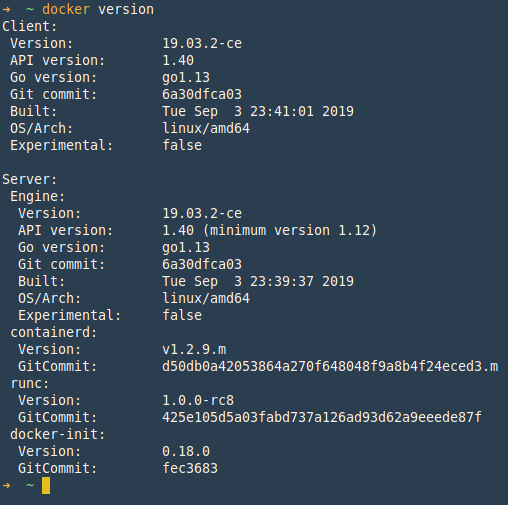 ➜  ~ docker version
Client:
 Version:           19.03.2-ce
 API version:       1.40
 Go version:        go1.13
 Git commit:        6a30dfca03
 Built:             Tue Sep  3 23:41:01 2019
 OS/Arch:           linux/amd64
 Experimental:      false

Server:
 Engine:
  Version:          19.03.2-ce
  API version:      1.40 (minimum version 1.12)
  Go version:       go1.13
  Git commit:       6a30dfca03
  Built:            Tue Sep  3 23:39:37 2019
  OS/Arch:          linux/amd64
  Experimental:     false
 containerd:
  Version:          v1.2.9.m
  GitCommit:        d50db0a42053864a270f648048f9a8b4f24eced3.m
 runc:
  Version:          1.0.0-rc8
  GitCommit:        425e105d5a03fabd737a126ad93d62a9eeede87f
 docker-init:
  Version:          0.18.0
  GitCommit:        fec3683
➜  ~